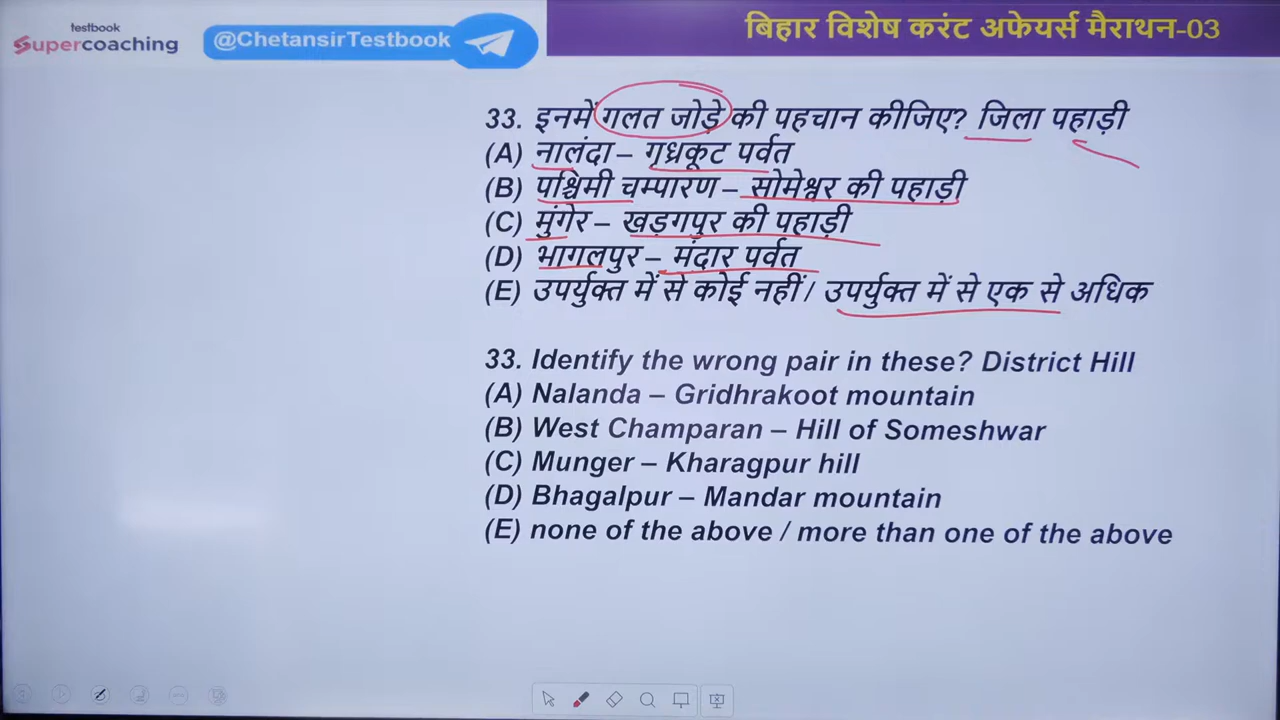 testbook
Supercoaching
@ChetansirTestbook
बिहार विशेष करंट अफेयर्स मैराथन-03
33. इनमें गलत जोड़े की पहचान कीजिए? जिला पहाड़ी
(A) नालंदा – गृध्रकूट पर्वत
(B) पश्चिमी चम्पारण – सोमेश्वर की पहाड़ी
(C) मुंगेर – खड़गपुर की पहाड़ी
(D) भागलपुर – मंदार पर्वत
(E) उपर्युक्त में से कोई नहीं/ उपर्युक्त में से एक से अधिक
33. Identify the wrong pair in these? District Hill
(A) Nalanda – Gridhrakoot mountain
(B) West Champaran – Hill of Someshwar
(C) Munger – Kharagpur hill
(D) Bhagalpur – Mandar mountain
(E) none of the above / more than one of the above